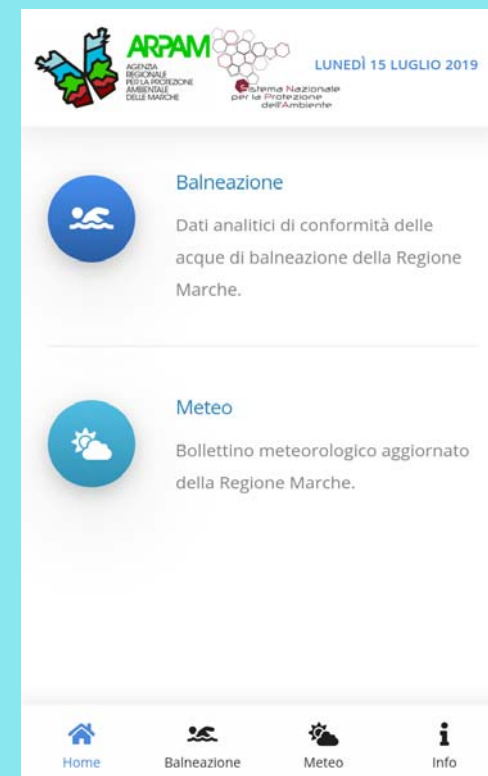 ARPAM
AGENZIA
REGIONALE
PER LA PROTEZIONE
AMBIENTALE
DELLE MARCHE
Sistema Nazionale
per la Protezione
dell'Ambiente
LUNEDÌ 15 LUGLIO 2019
Balneazione
Dati analitici di conformità delle
acque di balneazione della Regione
Marche.
Meteo
Bollettino meteorologico aggiornato
della Regione Marche.
Home
Balneazione
Meteo
Info